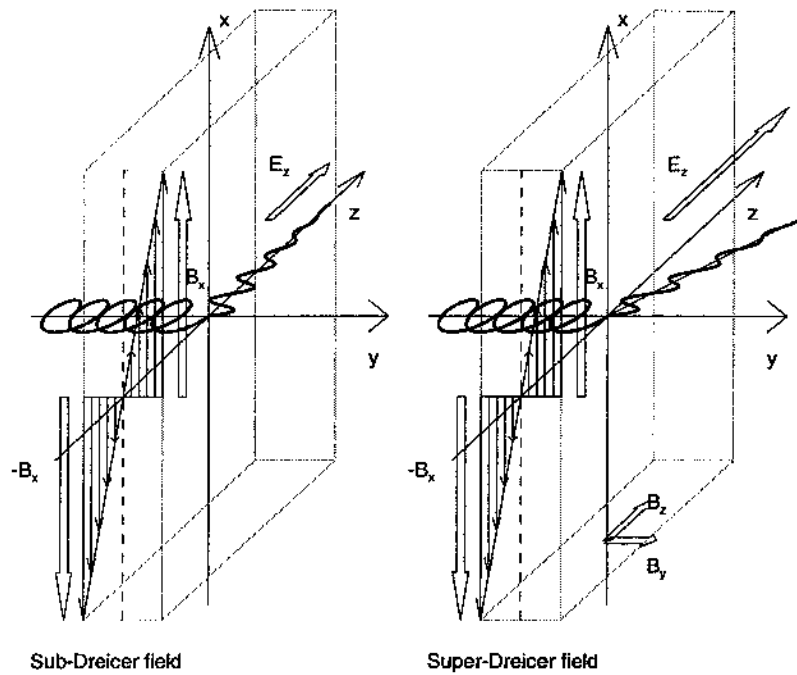 x
E_z
z
B_x
y
-B_x
Sub-Dreicer field
x
E_z
z
B_x
y
-B_x
B_z
B_y
Super-Dreicer field